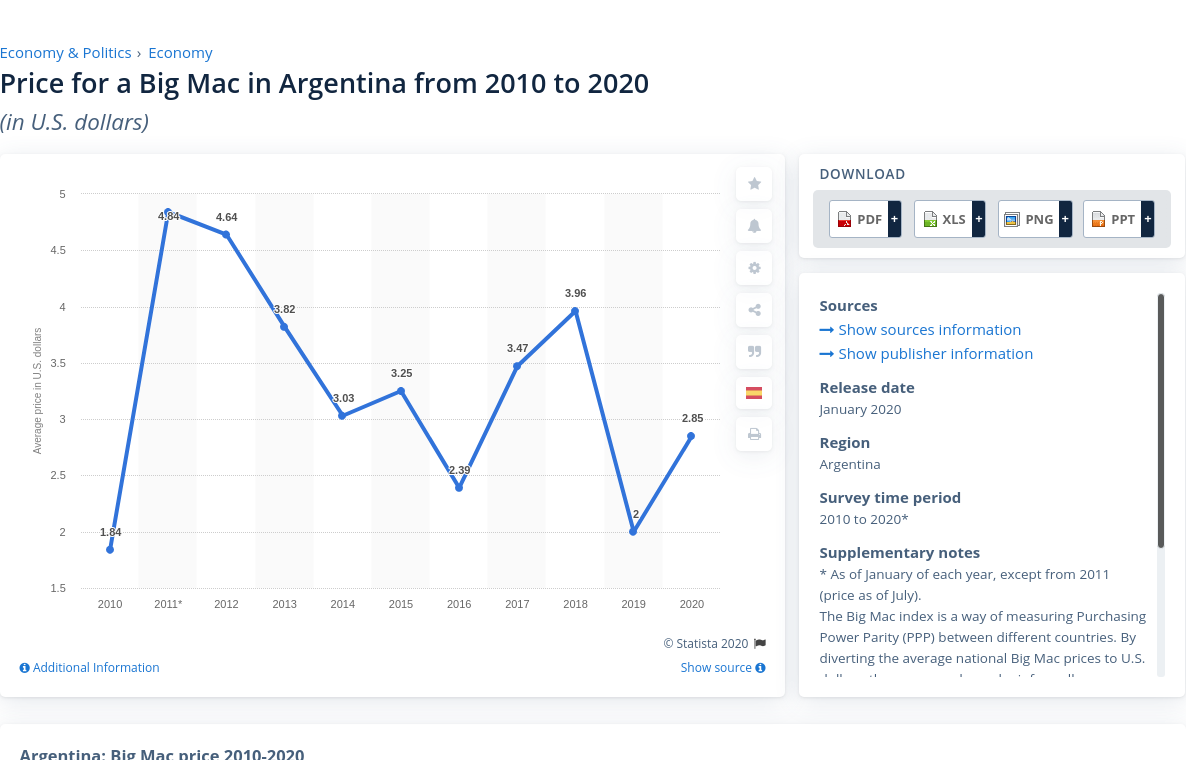 Economy & Politics › Economy
Price for a Big Mac in Argentina from 2010 to 2020
(in U.S. dollars)
Average price in U.S. dollars
5
4.5
4
3.5
3
2.5
2
1.5
1.84
4.84
4.64
3.82
3.03
3.25
2.39
3.47
3.96
2
2.85
2010 2011* 2012 2013 2014 2015 2016 2017 2018 2019 2020
© Statista 2020
Additional Information
Show source
DOWNLOAD
PDF + XLS + PNG + PPT +
Sources
Show sources information
Show publisher information
Release date
January 2020
Region
Argentina
Survey time period
2010 to 2020*
Supplementary notes
* As of January of each year, except from 2011
(price as of July).
The Big Mac index is a way of measuring Purchasing
Power Parity (PPP) between different countries. By
diverting the average national Big Mac prices to U.S.
Argentina: Big Mac price 2010-2020